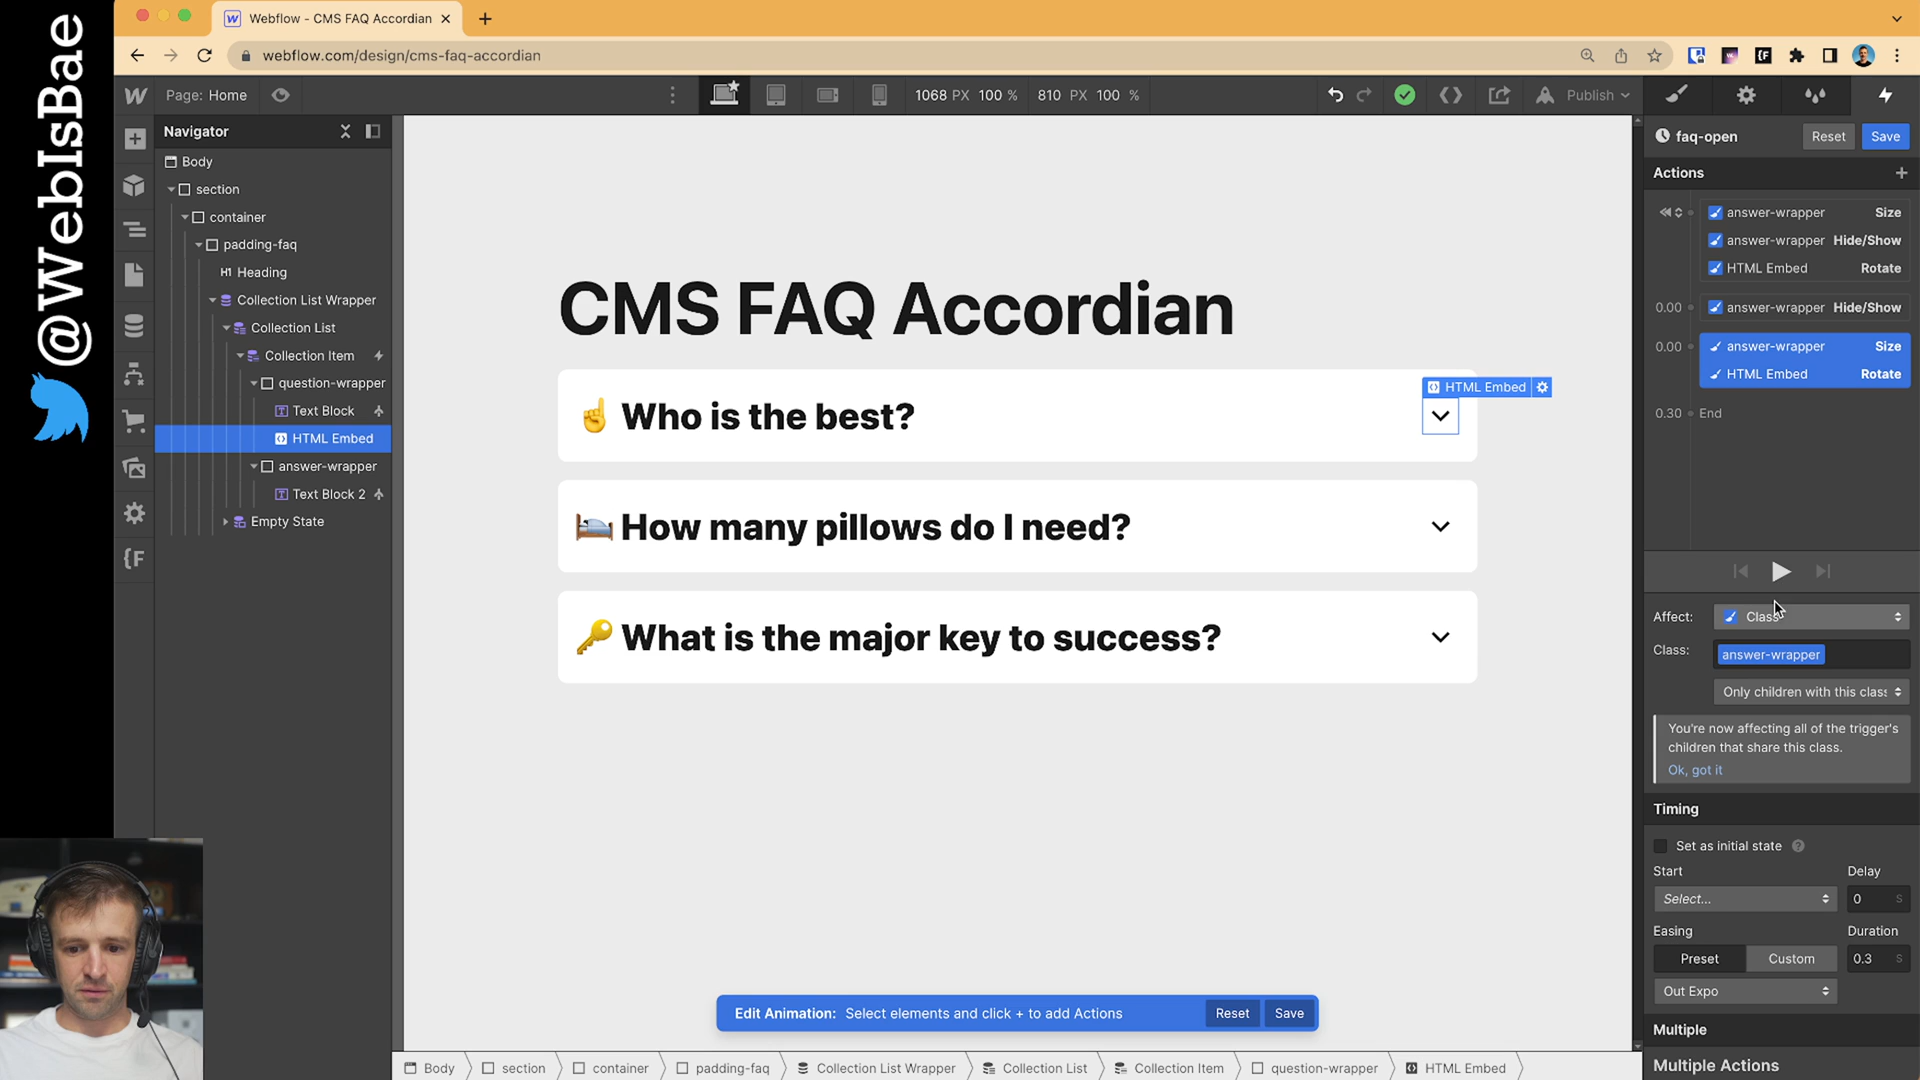 @WebIsBae
Webflow - CMS FAQ Accordian
webflow.com/design/cms-faq-accordian
Page: Home
1068 PX 100 %
810 PX 100 %
Publish
Navigator
Body
section
container
padding-faq
H1 Heading
Collection List Wrapper
Collection List
Collection Item
question-wrapper
Text Block
HTML Embed
answer-wrapper
Text Block 2
Empty State
CMS FAQ Accordian
HTML Embed
Who is the best?
How many pillows do I need?
What is the major key to success?
Edit Animation: Select elements and click + to add Actions
Reset
Save
Body
section
container
padding-faq
Collection List Wrapper
Collection List
Collection Item
question-wrapper
HTML Embed
faq-open
Reset
Save
Actions
answer-wrapper Size
answer-wrapper Hide/Show
HTML Embed Rotate
0.00 answer-wrapper Hide/Show
0.00 answer-wrapper Size
HTML Embed Rotate
0.30 End
Affect: Class
Class: answer-wrapper
Only children with this class
You're now affecting all of the trigger's
children that share this class.
Ok, got it
Timing
Set as initial state
Start Delay
Select... 0 S
Easing Duration
Preset Custom 0.3 S
Out Expo
Multiple
Multiple Actions